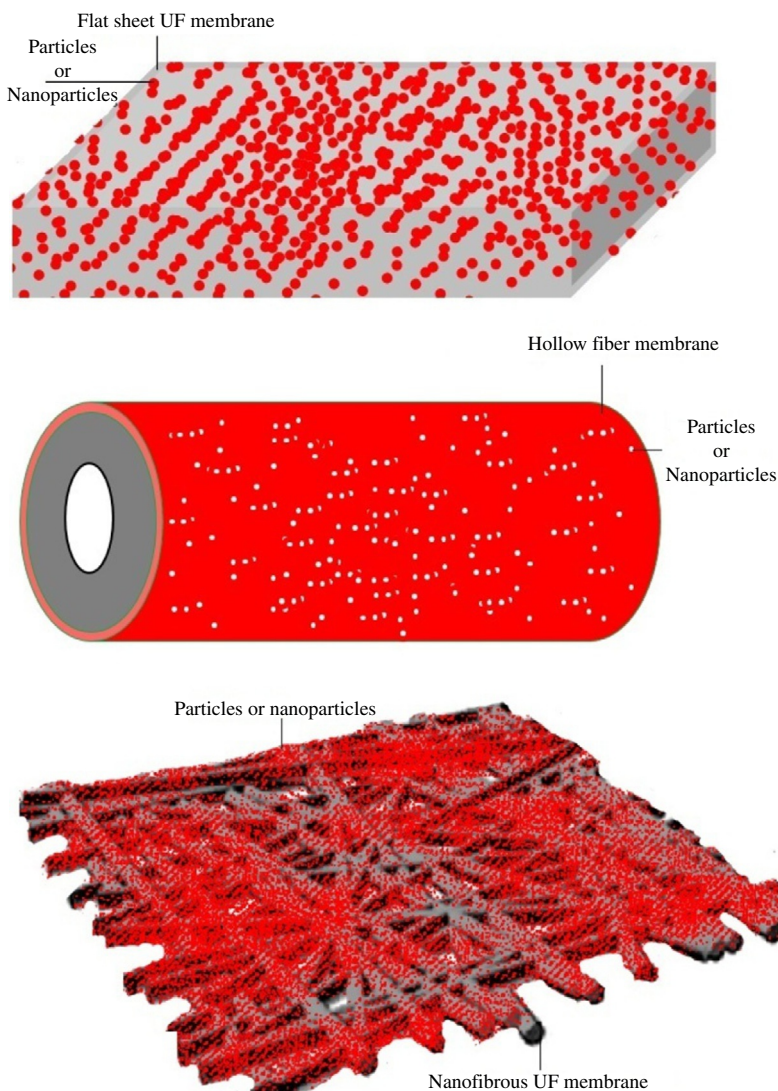 Flat sheet UF membrane
Particles
or
Nanoparticles
Hollow fiber membrane
Particles
or
Nanoparticles
Particles or nanoparticles
Nanofibrous UF membrane